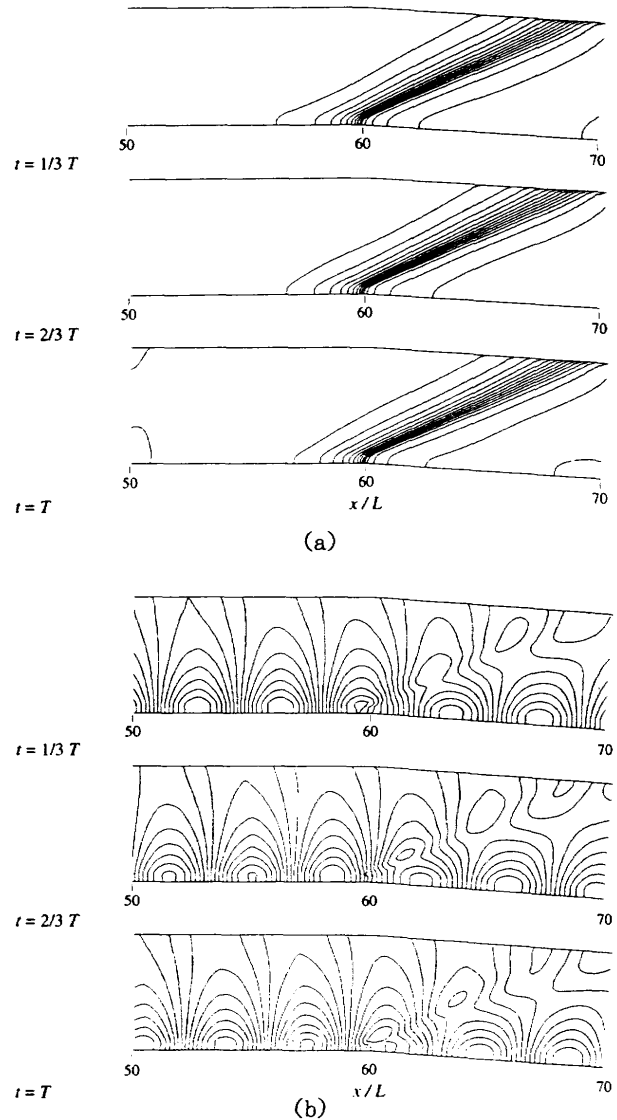 50 60 70
t = 1/3 T
50 60 70
t = 2/3 T
50 60 70
t = T x / L
(a)
50 60 70
t = 1/3 T
50 60 70
t = 2/3 T
50 60 70
t = T x / L
(b)